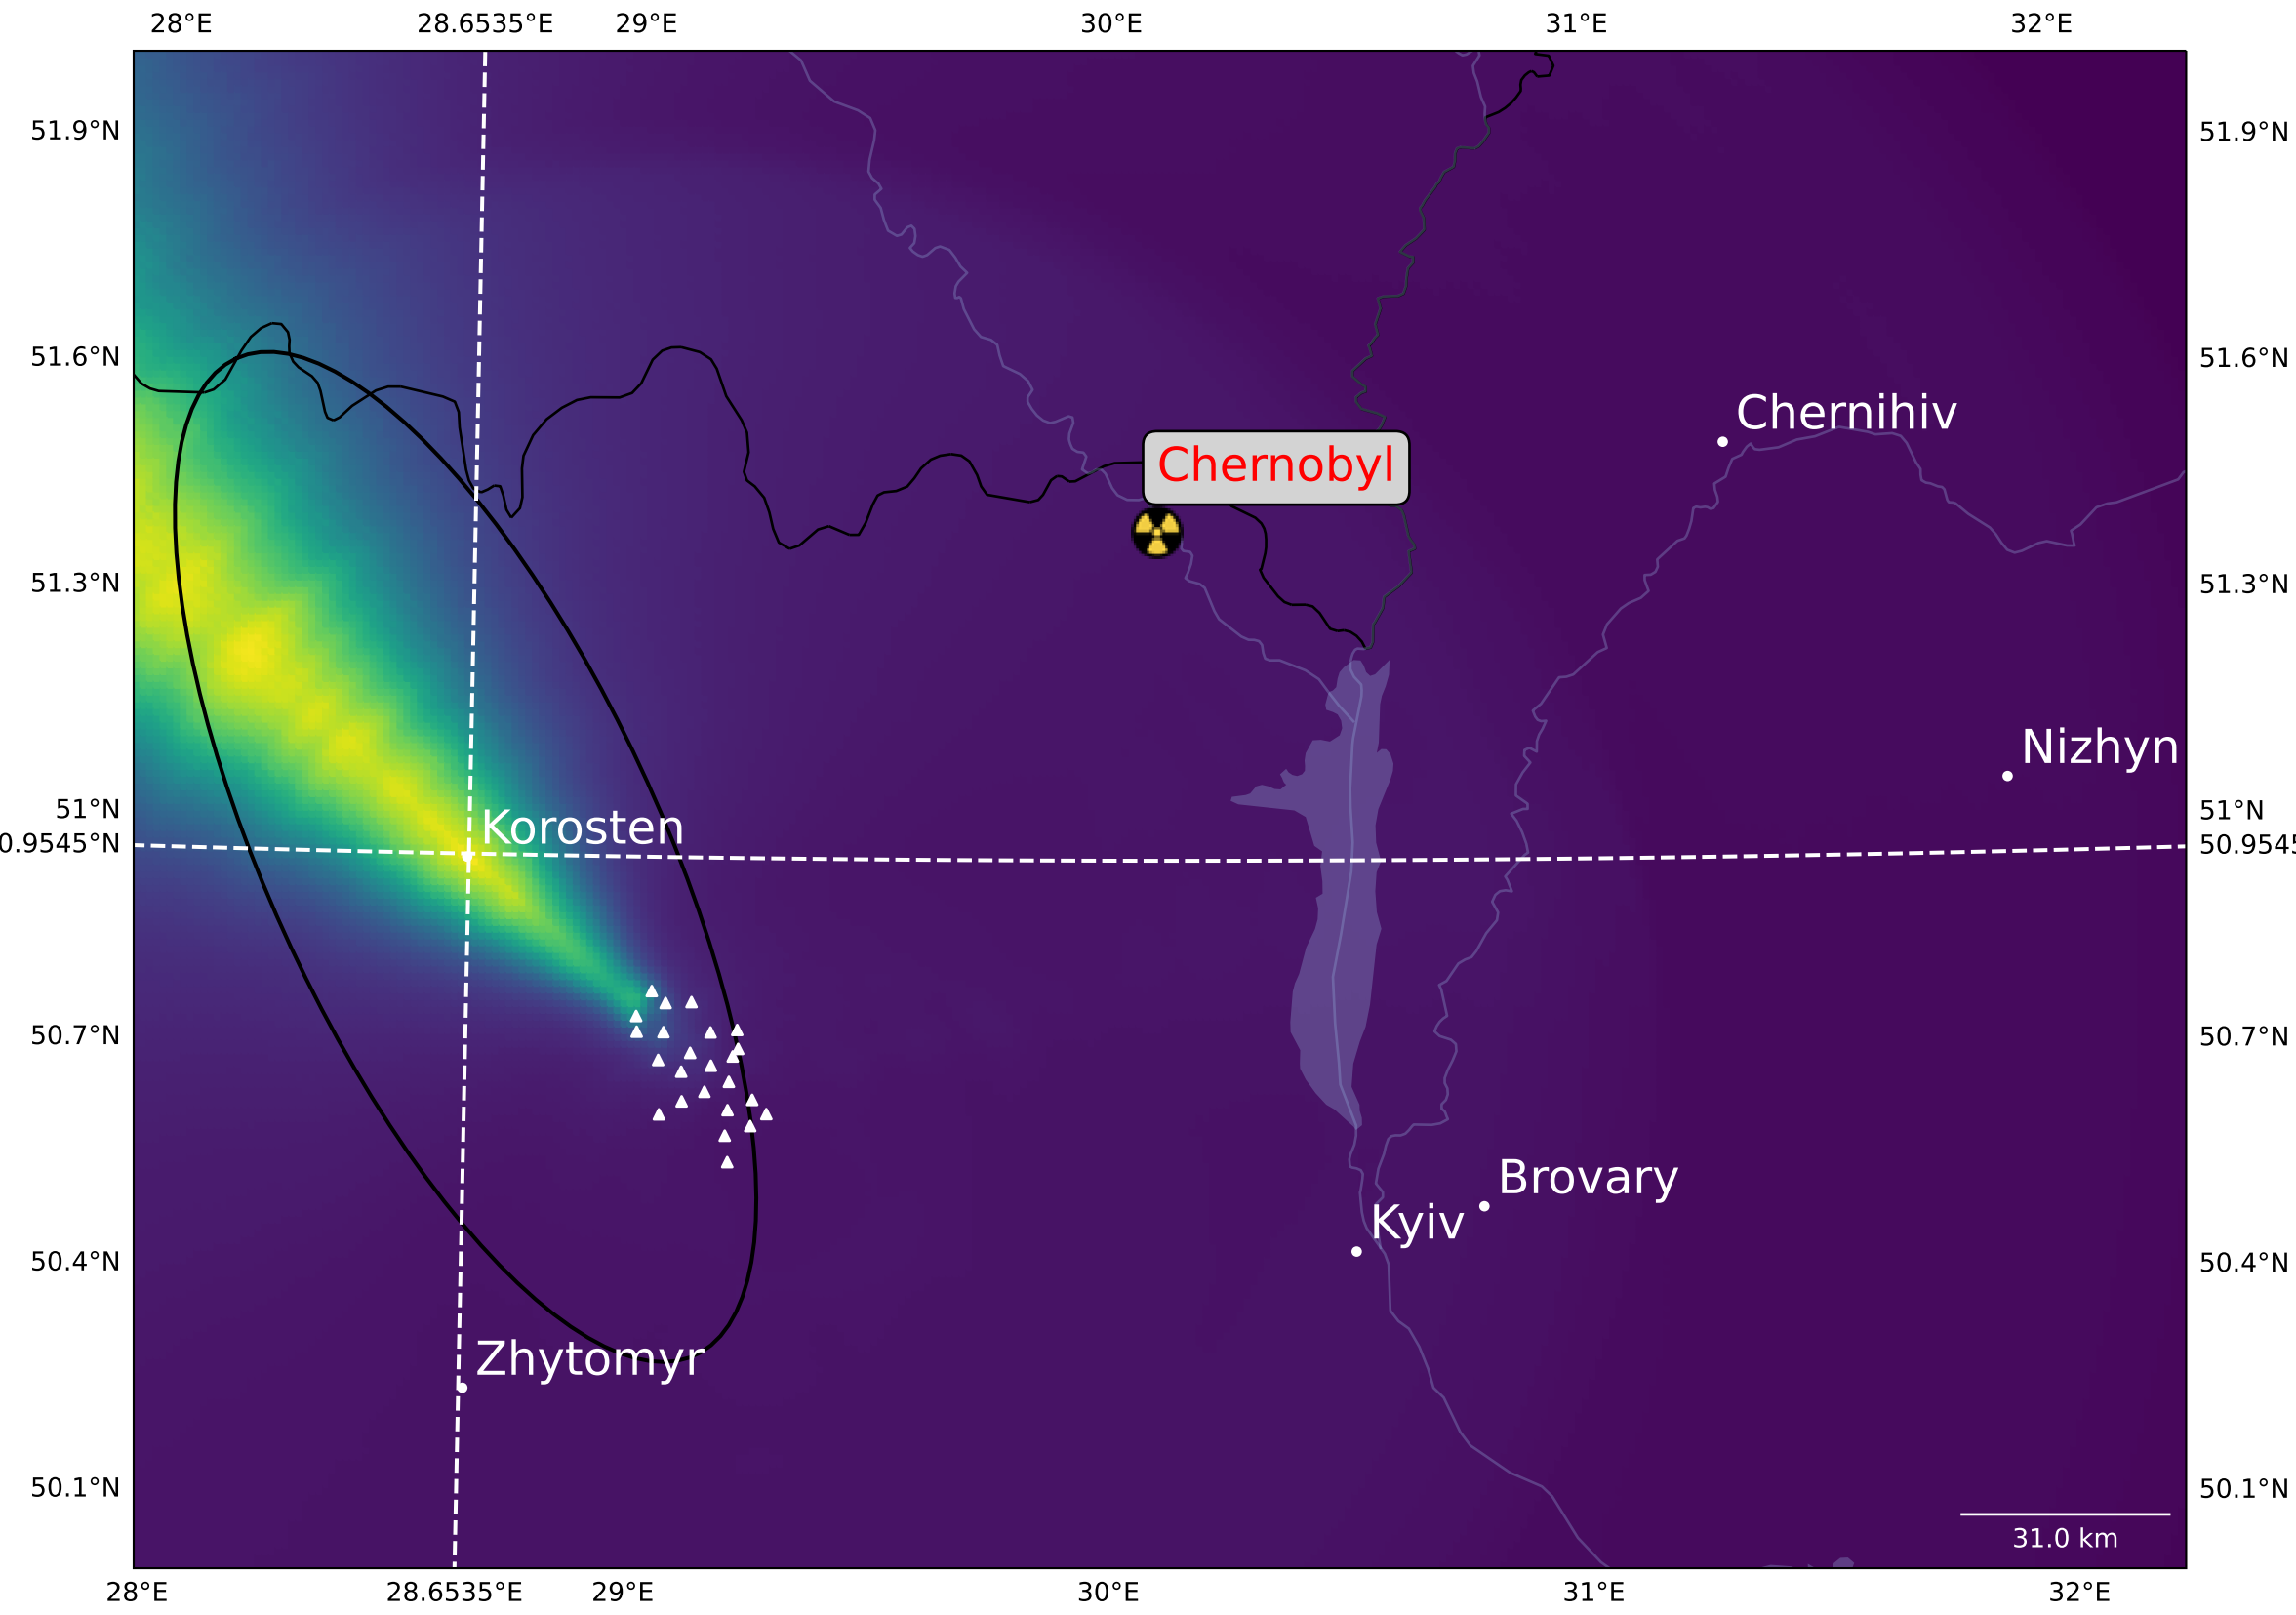 28°E 28.6535°E 29°E 30°E 31°E 32°E
51.9°N 51.9°N
51.6°N 51.6°N
Chernihiv
Chernobyl
51.3°N 51.3°N
Nizhyn
51°N 51°N
Korosten
0.9545°N 50.9545
50.7°N 50.7°N
Brovary
Kyiv
50.4°N 50.4°N
Zhytomyr
50.1°N 50.1°N
31.0 km
28°E 28.6535°E 29°E 30°E 31°E 32°E